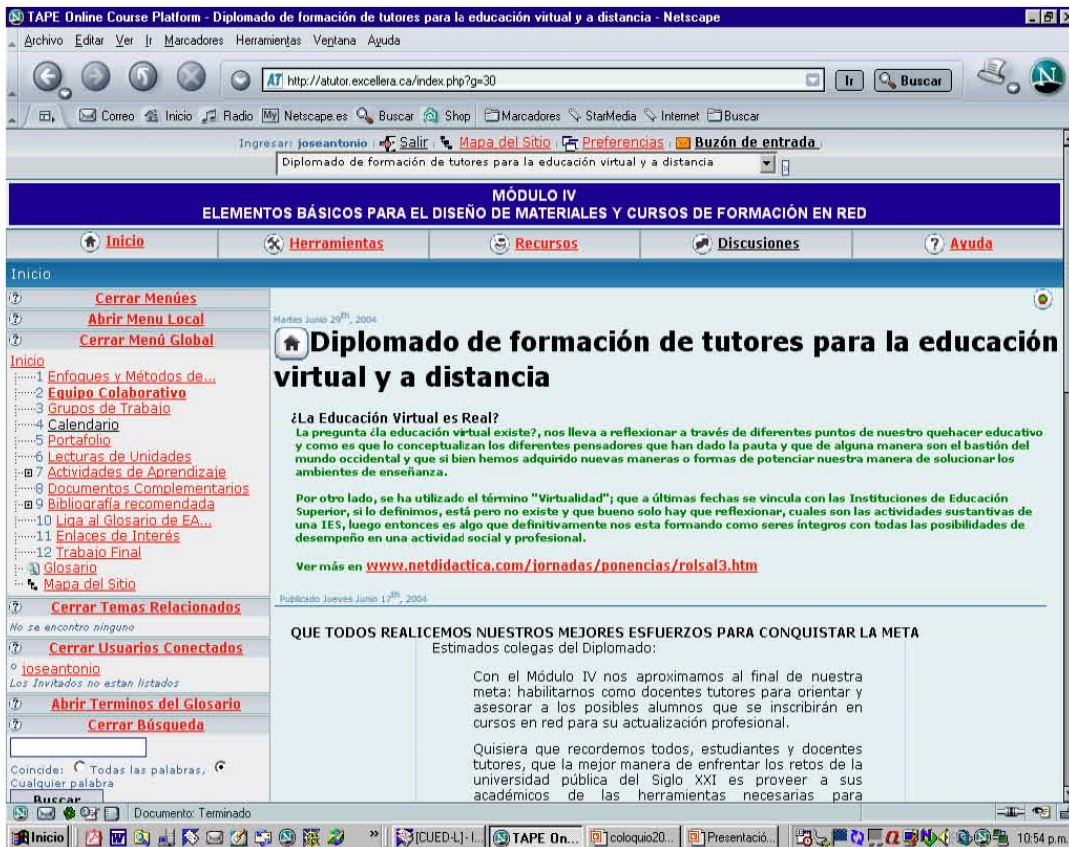 TAPE Online Course Platform - Diplomado de formación de tutores para la educación virtual y a distancia - Netscape
Archivo Editar Ver Ir Marcadores Herramientas Ventana Ayuda
http://atutor.excellera.ca/index.php?g=30 Ir Buscar
Correo Inicio Radio My Netscape.es Buscar Shop Marcadores StarMedia Internet Buscar
Ingresar: joseantonio Salir Mapa del Sitio Preferencias Buzón de entrada
Diplomado de formación de tutores para la educación virtual y a distancia
MÓDULO IV
ELEMENTOS BÁSICOS PARA EL DISEÑO DE MATERIALES Y CURSOS DE FORMACIÓN EN RED
Inicio Herramientas Recursos Discusiones Ayuda
Inicio
Cerrar Menúes
Abrir Menu Local
Cerrar Menú Global
Inicio
1 Enfoques y Métodos de...
2 Equipo Colaborativo
3 Grupos de Trabajo
4 Calendario
5 Portafolio
6 Lecturas de Unidades
7 Actividades de Aprendizaje
8 Documentos Complementarios
9 Bibliografía recomendada
10 Liga al Glosario de EA...
11 Enlaces de Interés
12 Trabajo Final
Glosario
Mapa del Sitio
Cerrar Temas Relacionados
No se encontro ninguno
Cerrar Usuarios Conectados
joseantonio
Los Invitados no estan listados
Abrir Terminos del Glosario
Cerrar Búsqueda
Coincide: Todas las palabras,
Cualquier palabra
Buscar
Martes Junio 29th, 2004
Diplomado de formación de tutores para la educación
virtual y a distancia
¿La Educación Virtual es Real?
La pregunta ¿la educación virtual existe?, nos lleva a reflexionar a través de diferentes puntos de nuestro quehacer educativo
y como es que lo conceptualizan los diferentes pensadores que han dado la pauta y que de alguna manera son el bastión del
mundo occidental y que si bien hemos adquirido nuevas maneras o formas de potenciar nuestra manera de solucionar los
ambientes de enseñanza.
Por otro lado, se ha utilizado el término "Virtualidad"; que a últimas fechas se vincula con las Instituciones de Educación
Superior, si lo definimos, está pero no existe y que bueno solo hay que reflexionar, cuales son las actividades sustantivas de
una IES, luego entonces es algo que definitivamente nos esta formando como seres íntegros con todas las posibilidades de
desempeño en una actividad social y profesional.
Ver más en www.netdidactica.com/jornadas/ponencias/rolsal3.htm
Publicado Jueves Junio 17th, 2004
QUE TODOS REALICEMOS NUESTROS MEJORES ESFUERZOS PARA CONQUISTAR LA META
Estimados colegas del Diplomado:
Con el Módulo IV nos aproximamos al final de nuestra
meta: habilitarnos como docentes tutores para orientar y
asesorar a los posibles alumnos que se inscribirán en
cursos en red para su actualización profesional.
Quisiera que recordemos todos, estudiantes y docentes
tutores, que la mejor manera de enfrentar los retos de la
universidad pública del Siglo XXI es proveer a sus
académicos de las herramientas necesarias para
Documento: Terminado
Inicio » [CUED-L]- I... TAPE On... coloquio20... Presentació... 10:54 p.m.